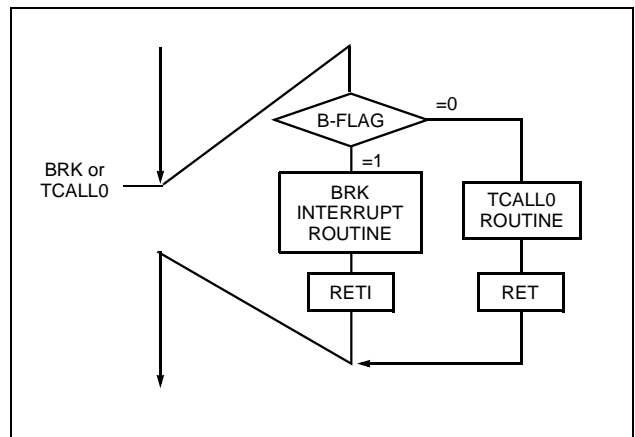 B-FLAG
=0
=1
BRK or
TCALL0
BRK
INTERRUPT
ROUTINE
TCALL0
ROUTINE
RETI
RET